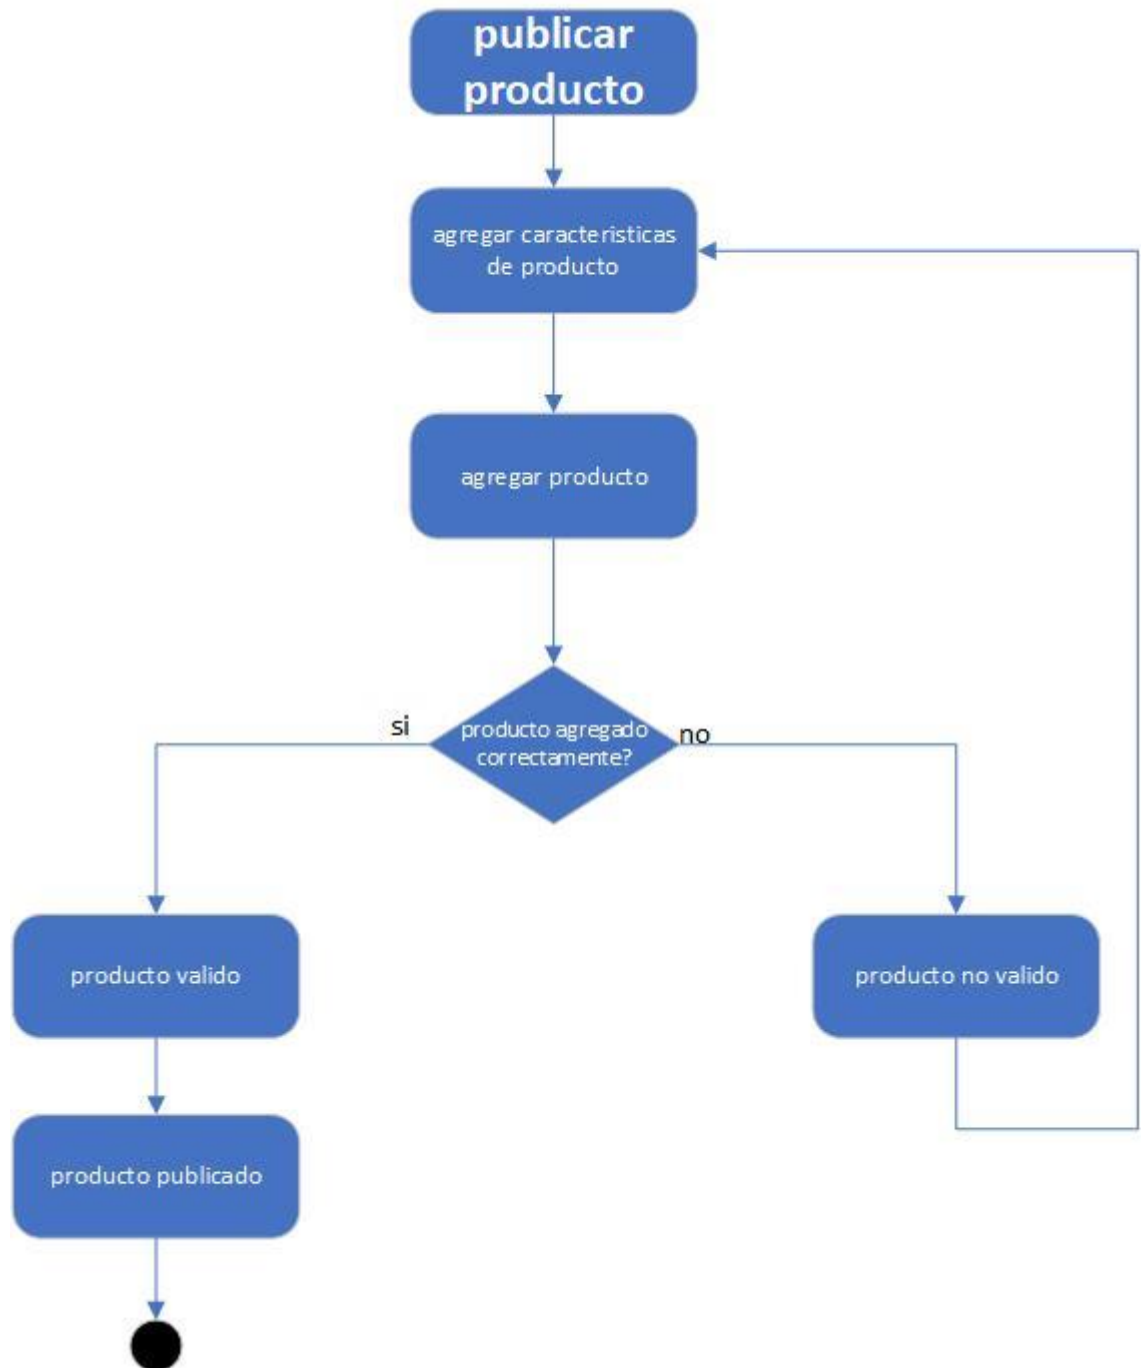 publicar
producto
agregar caracteristicas
de producto
agregar producto
si
producto agregado
correctamente?
no
producto valido
producto no valido
producto publicado